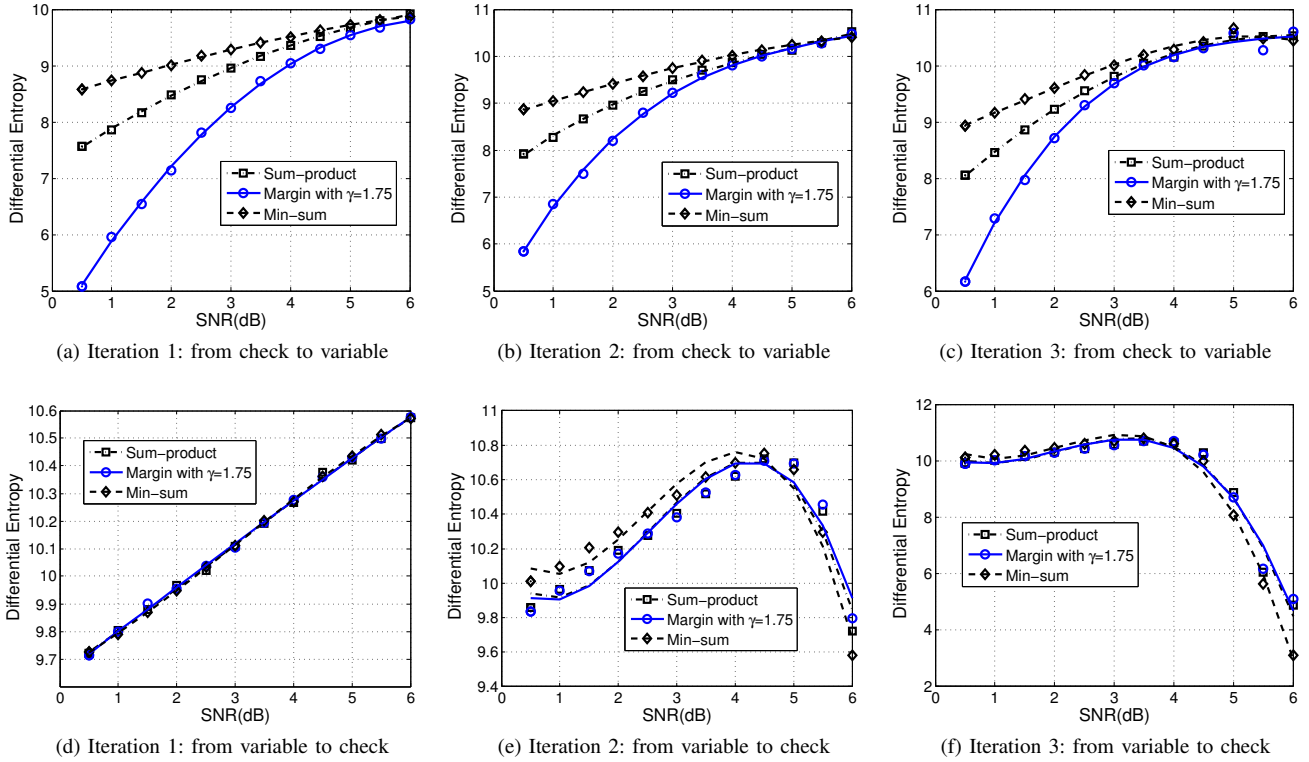 10
9
8
7
6
5
0 1 2 3 4 5 6
Differential Entropy
SNR(dB)
Sum−product
Margin with γ=1.75
Min−sum
(a) Iteration 1: from check to variable
11
10
9
8
7
6
5
0 1 2 3 4 5 6
Differential Entropy
SNR(dB)
Sum−product
Margin with γ=1.75
Min−sum
(b) Iteration 2: from check to variable
11
10
9
8
7
6
0 1 2 3 4 5 6
Differential Entropy
SNR(dB)
Sum−product
Margin with γ=1.75
Min−sum
(c) Iteration 3: from check to variable
10.6
10.5
10.4
10.3
10.2
10.1
10
9.9
9.8
9.7
0 1 2 3 4 5 6
Differential Entropy
SNR(dB)
Sum−product
Margin with γ=1.75
Min−sum
(d) Iteration 1: from variable to check
11
10.8
10.6
10.4
10.2
10
9.8
9.6
9.4
0 1 2 3 4 5 6
Differential Entropy
SNR(dB)
Sum−product
Margin with γ=1.75
Min−sum
(e) Iteration 2: from variable to check
12
10
8
6
4
2
0 1 2 3 4 5 6
Differential Entropy
SNR(dB)
Sum−product
Margin with γ=1.75
Min−sum
(f) Iteration 3: from variable to check